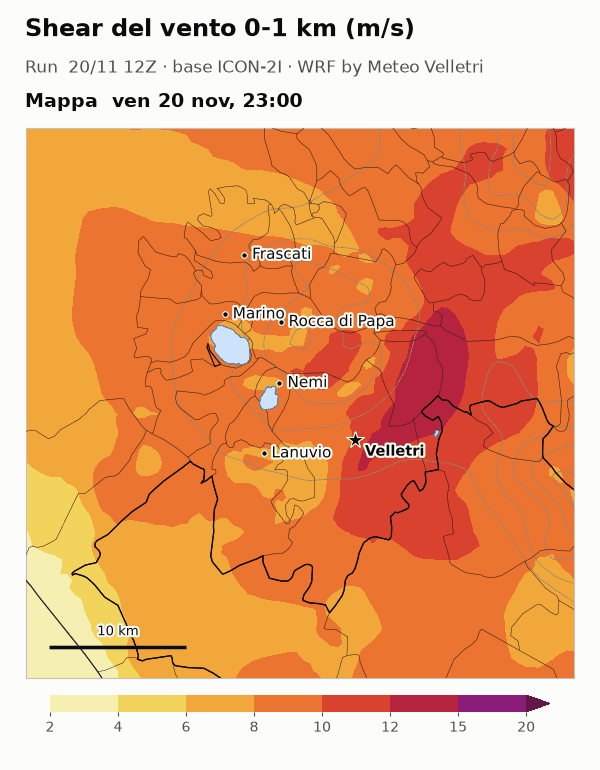 Shear del vento 0-1 km (m/s)
Run  20/11 12Z · base ICON-2I · WRF by Meteo Velletri
Mappa  ven 20 nov, 23:00
Frascati
Marino
Rocca di Papa
Nemi
Velletri
Lanuvio
10 km
2 4 6 8 10 12 15 20